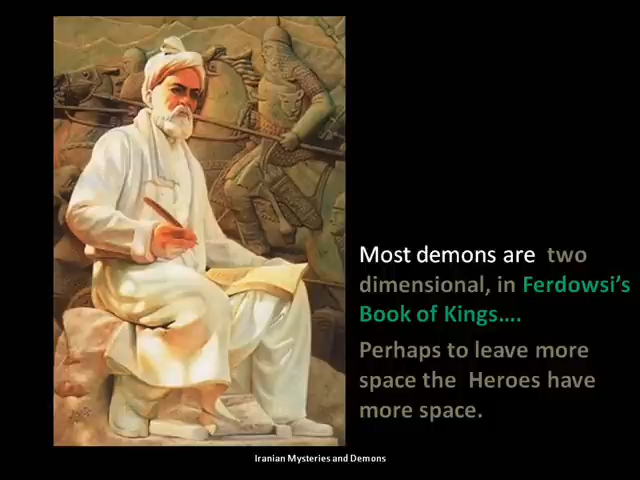 Most demons are two
dimensional, in Ferdowsi's
Book of Kings....
Perhaps to leave more
space the Heroes have
more space.
Iranian Mysteries and Demons